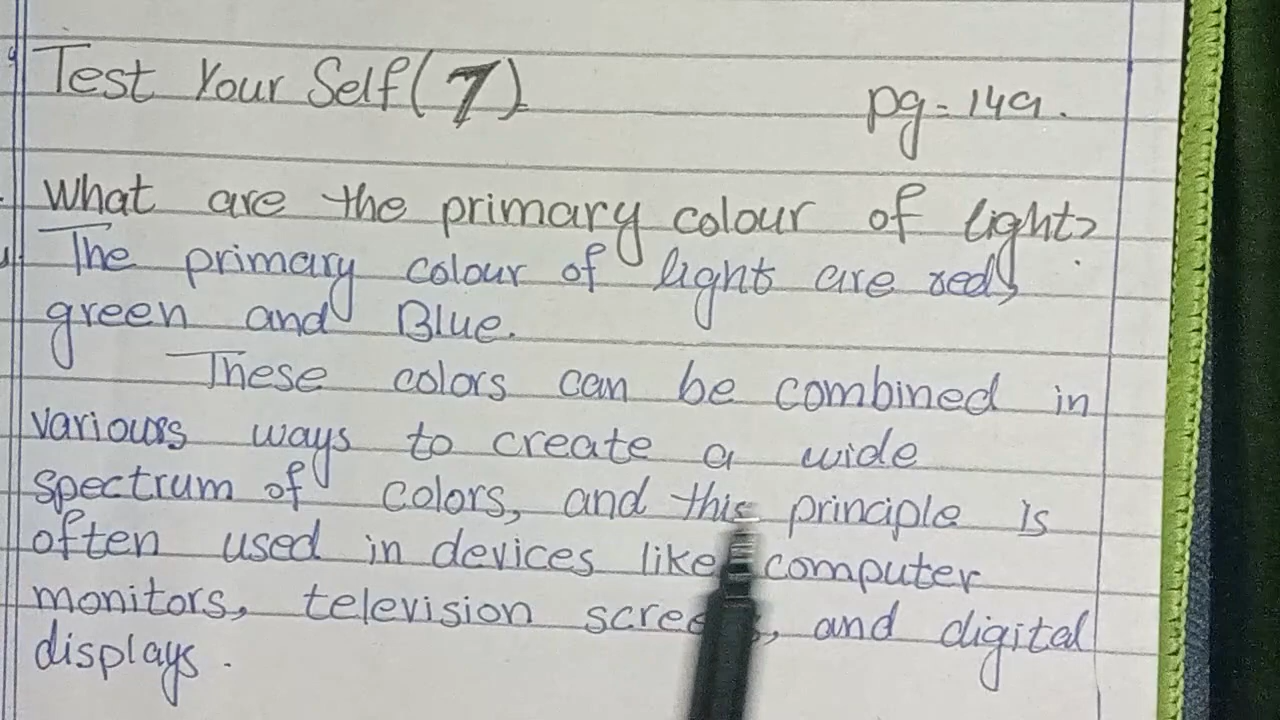 Test Your Self (7)
pg = 149.
What are the primary colour of light?
The primary colour of light are red,
green and Blue.
These colors can be combined in
various ways to create a wide
spectrum of colors, and this principle is
often used in devices like computer
monitors, television screens, and digital
displays.